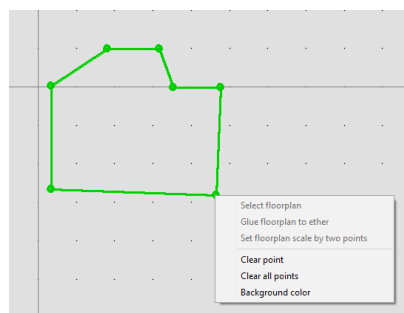 Select floorplan
Glue floorplan to ether
Set floorplan scale by two points
Clear point
Clear all points
Background color